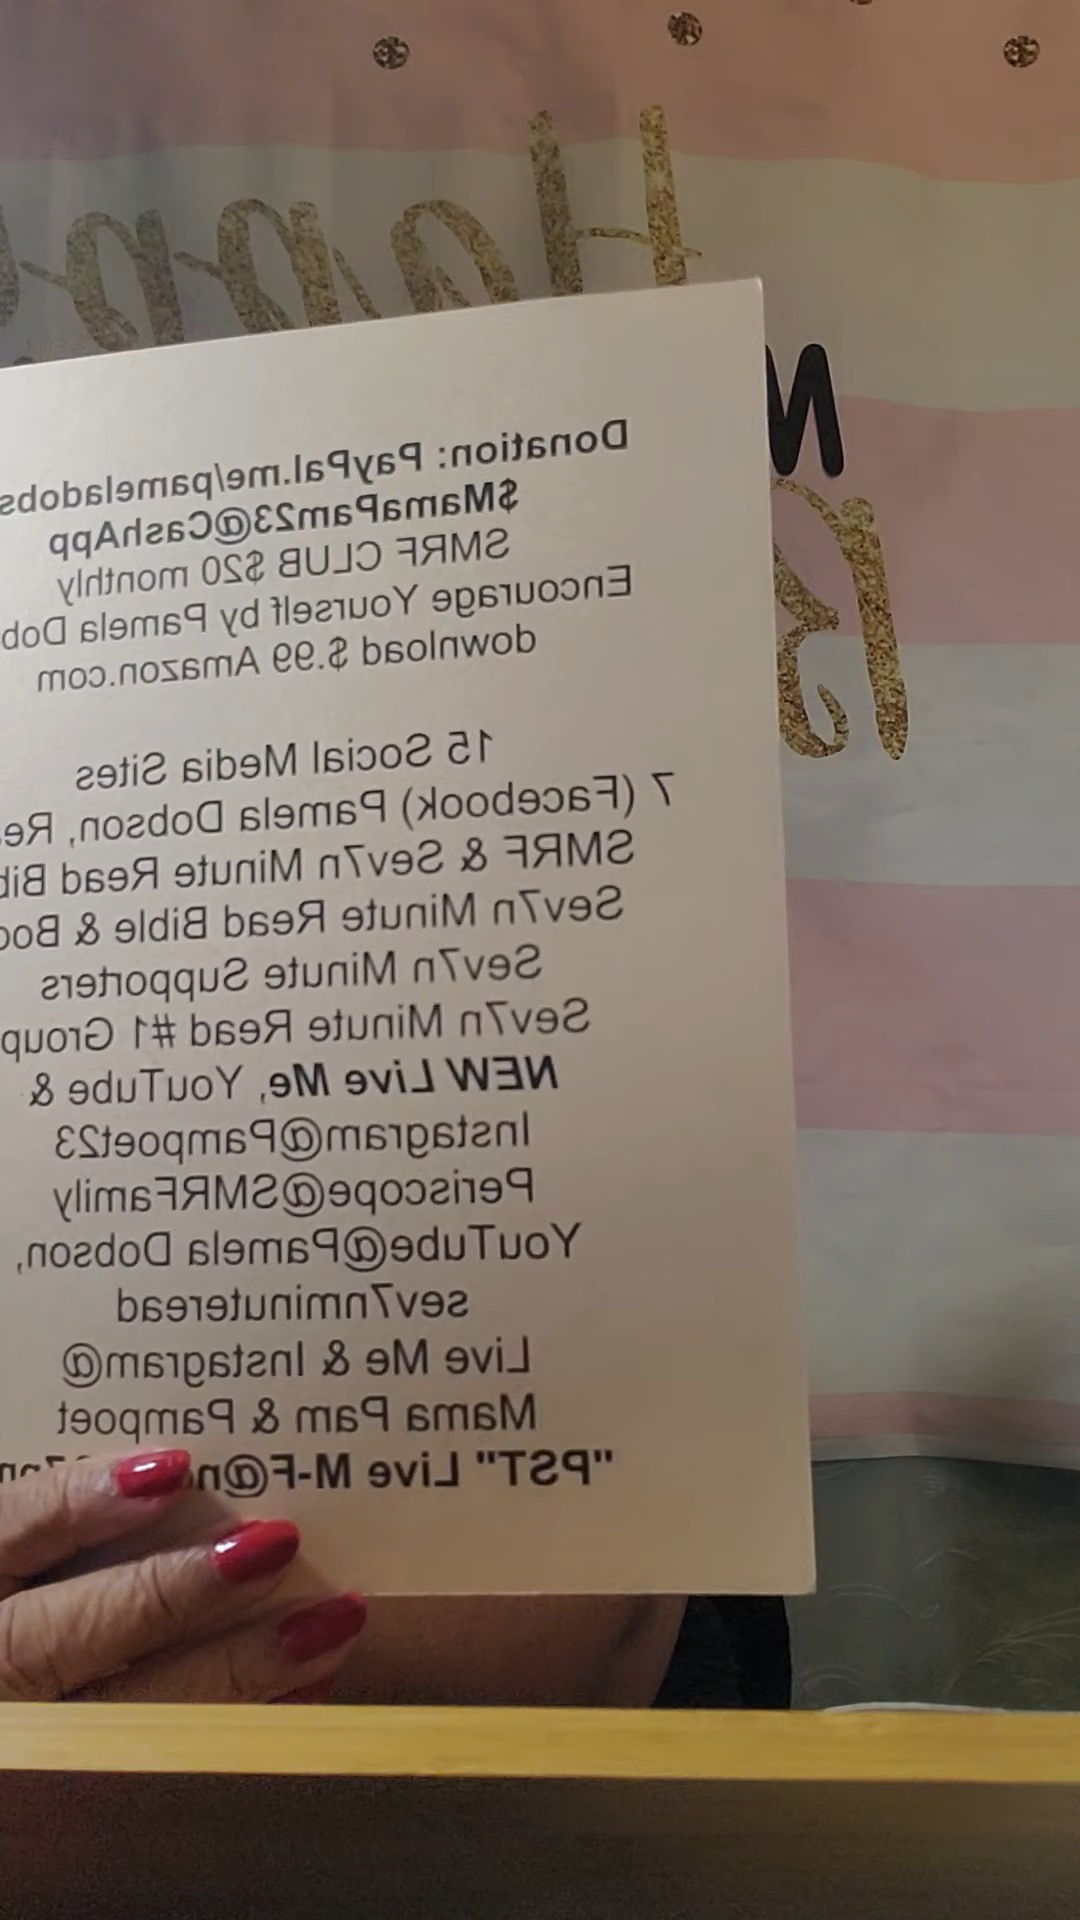 Happy
N
Donation: PayPal.me/pameladobs
$MamaPam23@CashApp
SMRF CLUB $20 monthly
Encourage Yourself by Pamela Dob
download $.99 Amazon.com
15 Social Media Sites
7 (Facebook) Pamela Dobson, Re
SMRF & Sev7n Minute Read Bib
Sev7n Minute Read Bible & Boo
Sev7n Minute Supporters
Sev7n Minute Read #1 Group
NEW Live Me, YouTube &
Instagram@Pampoet23
Periscope@SMRFamily
YouTube@Pamela Dobson,
sev7nminuteread
Live Me & Instagram@
Mama Pam & Pampoet
"PST" Live M-F@